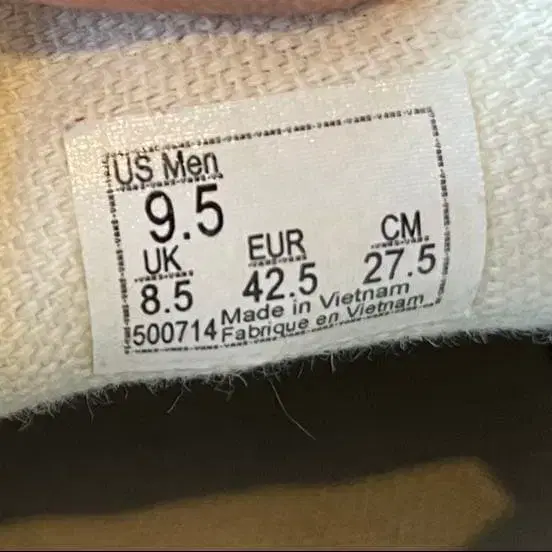 US Men
9.5
UK EUR CM
8.5 42.5 27.5
Made in Vietnam
500714 Fabrique en Vietnam